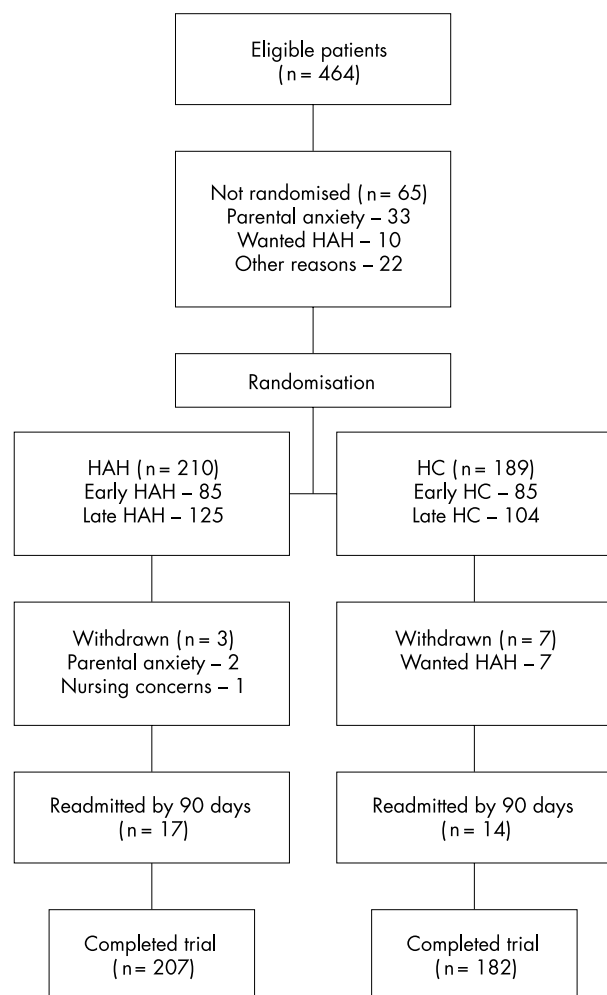 Eligible patients
(n = 464)
Not randomised (n = 65)
Parental anxiety – 33
Wanted HAH – 10
Other reasons – 22
Randomisation
HAH (n = 210)
Early HAH – 85
Late HAH – 125
HC (n = 189)
Early HC – 85
Late HC – 104
Withdrawn (n = 3)
Parental anxiety – 2
Nursing concerns – 1
Withdrawn (n = 7)
Wanted HAH – 7
Readmitted by 90 days
(n = 17)
Readmitted by 90 days
(n = 14)
Completed trial
(n = 207)
Completed trial
(n = 182)